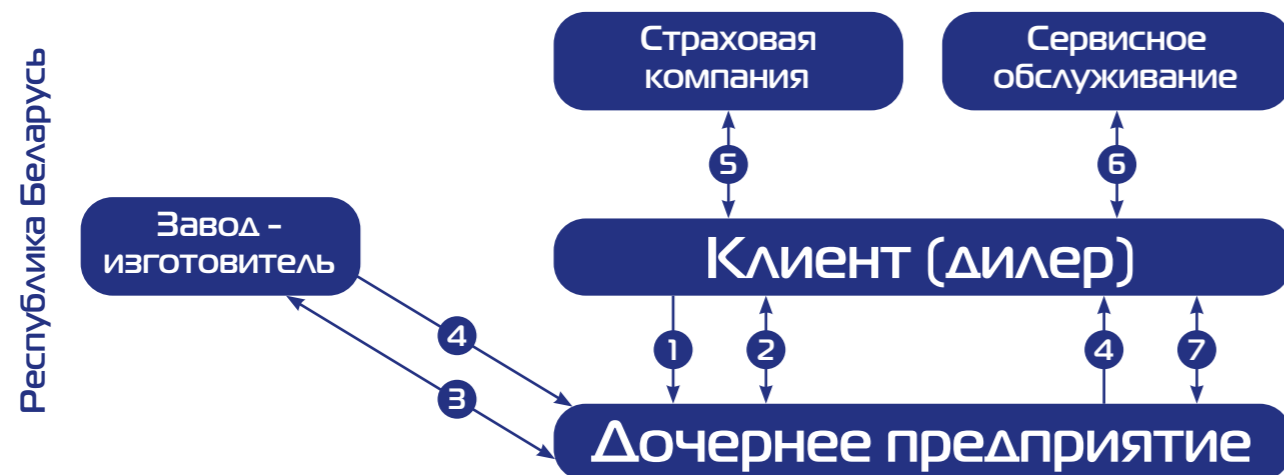 Республика Беларусь
Страховая
компания
Сервисное
обслуживание
5
6
Завод -
изготовитель
Клиент (дилер)
4
3
1
2
4
7
Дочернее предприятие